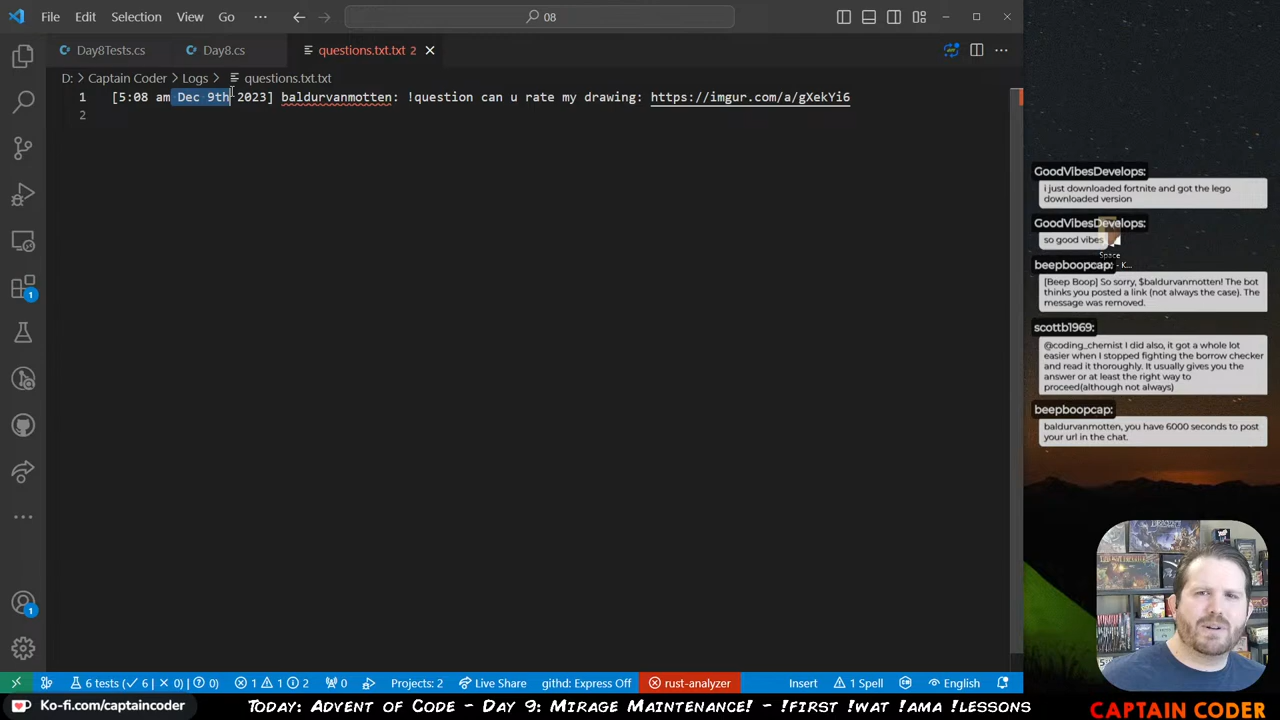 File Edit Selection View Go ··· 08
Day8Tests.cs Day8.cs questions.txt.txt 2
D: > Captain Coder > Logs > questions.txt.txt
1 [5:08 am Dec 9th 2023] baldurvanmotten: !question can u rate my drawing: https://imgur.com/a/gXekYi6
2
GoodVibesDevelops:
i just downloaded fortnite and got the lego
downloaded version
GoodVibesDevelops:
so good vibes
Space
- K...
beepboopcap:
[Beep Boop] So sorry, $baldurvanmotten! The bot
thinks you posted a link (not always the case). The
message was removed.
scottb1969:
@coding_chemist I did also, it got a whole lot
easier when I stopped fighting the borrow checker
and read it thoroughly. It usually gives you the
answer or at least the right way to
proceed(although not always)
beepboopcap:
baldurvanmotten, you have 6000 seconds to post
your url in the chat.
1
1
6 tests (✓ 6 | × 0) (? 0) 1 1 2 0 Projects: 2 Live Share githd: Express Off rust-analyzer Insert 1 Spell English
Ko-fi.com/captaincoder Today: Advent of Code - Day 9: Mirage Maintenance! - !first !wat !ama !lessons CAPTAIN CODER